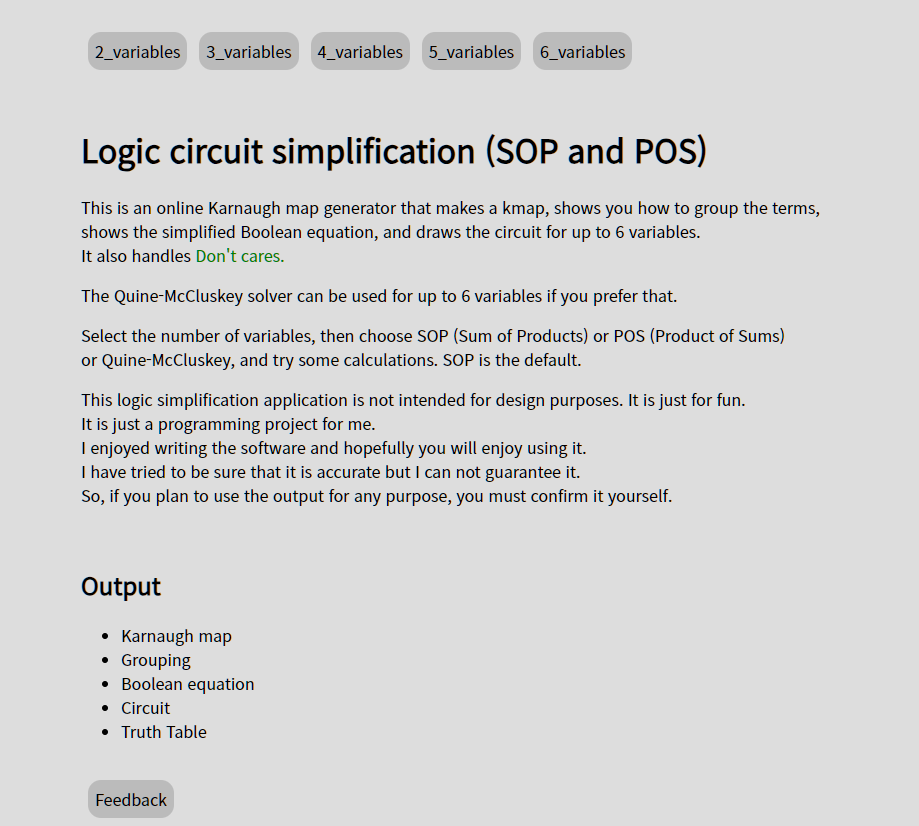 2_variables 3_variables 4_variables 5_variables 6_variables
Logic circuit simplification (SOP and POS)
This is an online Karnaugh map generator that makes a kmap, shows you how to group the terms,
shows the simplified Boolean equation, and draws the circuit for up to 6 variables.
It also handles Don't cares.
The Quine-McCluskey solver can be used for up to 6 variables if you prefer that.
Select the number of variables, then choose SOP (Sum of Products) or POS (Product of Sums)
or Quine-McCluskey, and try some calculations. SOP is the default.
This logic simplification application is not intended for design purposes. It is just for fun.
It is just a programming project for me.
I enjoyed writing the software and hopefully you will enjoy using it.
I have tried to be sure that it is accurate but I can not guarantee it.
So, if you plan to use the output for any purpose, you must confirm it yourself.
Output
• Karnaugh map
• Grouping
• Boolean equation
• Circuit
• Truth Table
Feedback